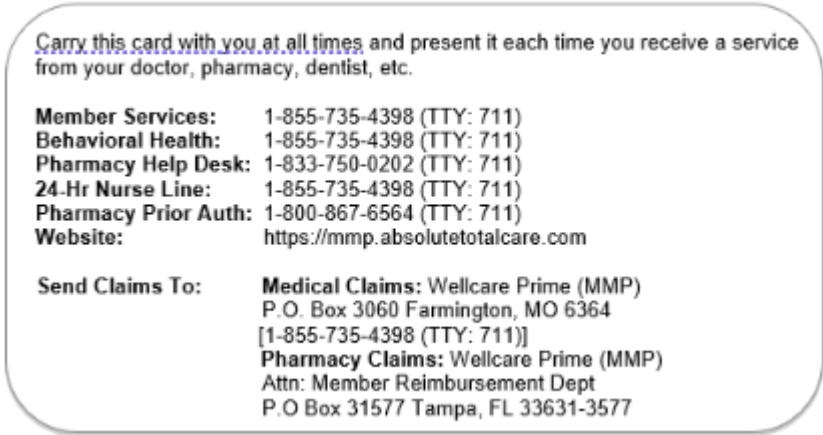 Carry this card with you at all times and present it each time you receive a service
from your doctor, pharmacy, dentist, etc.
Member Services: 1-855-735-4398 (TTY: 711)
Behavioral Health: 1-855-735-4398 (TTY: 711)
Pharmacy Help Desk: 1-833-750-0202 (TTY: 711)
24-Hr Nurse Line: 1-855-735-4398 (TTY: 711)
Pharmacy Prior Auth: 1-800-867-6564 (TTY: 711)
Website: https://mmp.absolutetotalcare.com
Send Claims To: Medical Claims: Wellcare Prime (MMP)
P.O. Box 3060 Farmington, MO 6364
[1-855-735-4398 (TTY: 711)]
Pharmacy Claims: Wellcare Prime (MMP)
Attn: Member Reimbursement Dept
P.O Box 31577 Tampa, FL 33631-3577